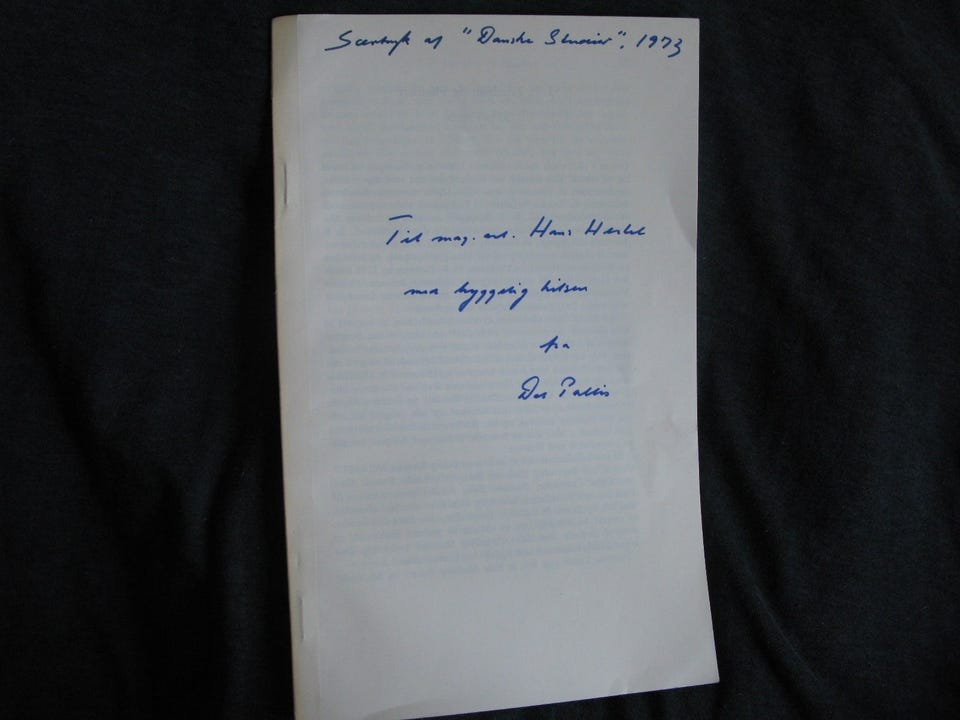 Særtryk af "Danske Studier", 1973
Til mag. art. Hans Hertel
med hyggelig hilsen
fra